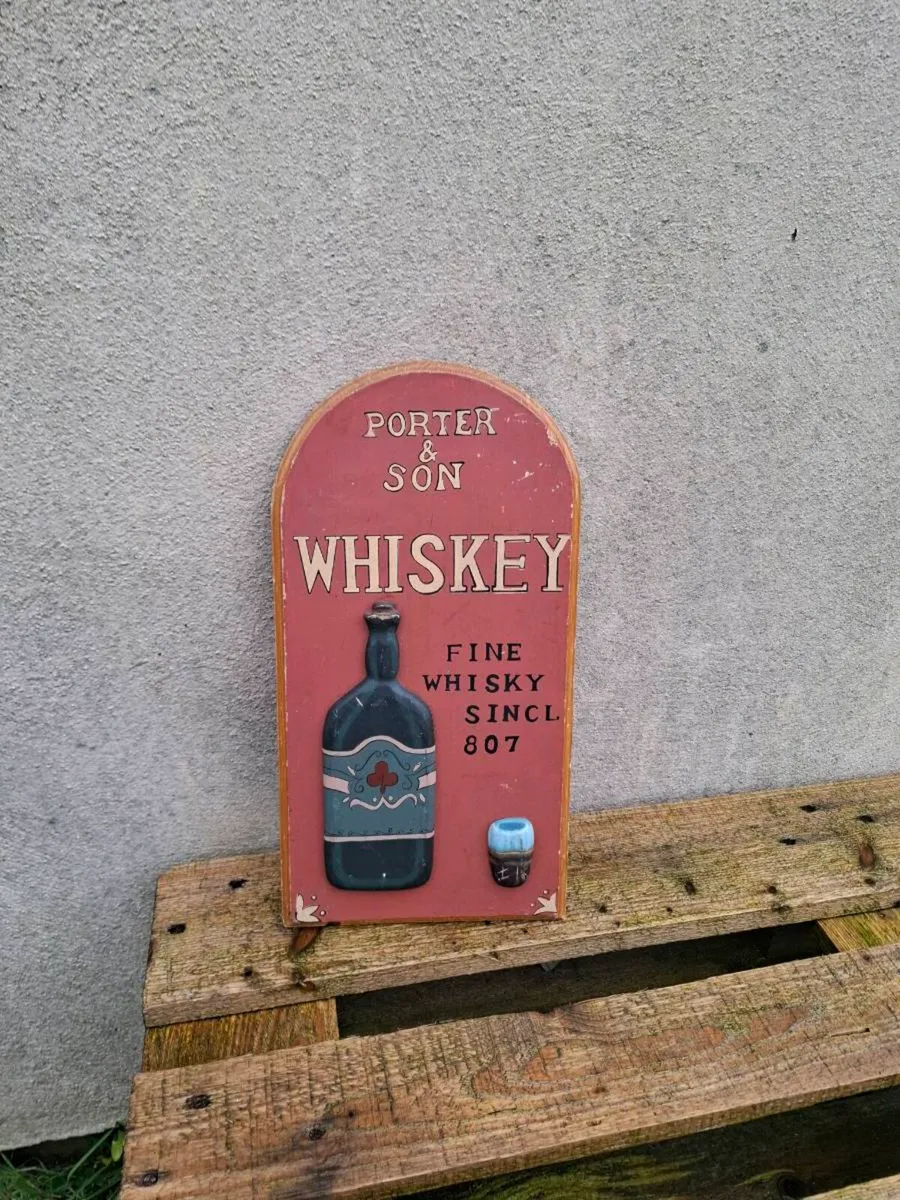 PORTER
&
SON
WHISKEY
FINE
WHISKY
SINCL
807